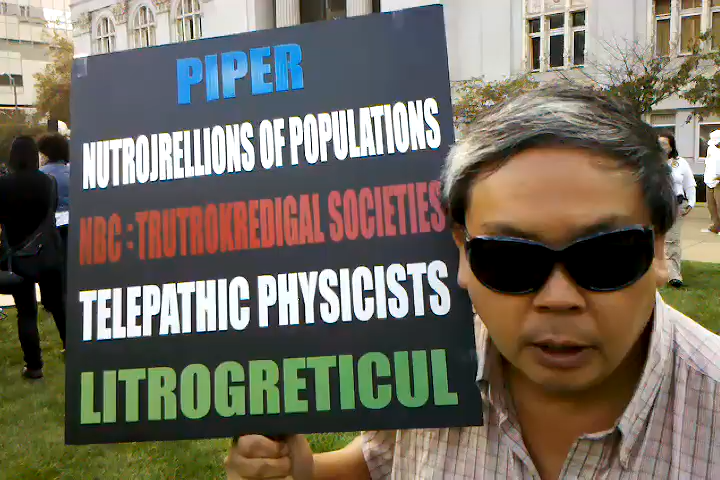 PIPER
NUTROJRELLIONS OF POPULATIONS
NBC : TRUTROKREDIGAL SOCIETIES
TELEPATHIC PHYSICISTS
LITROGRETICUL